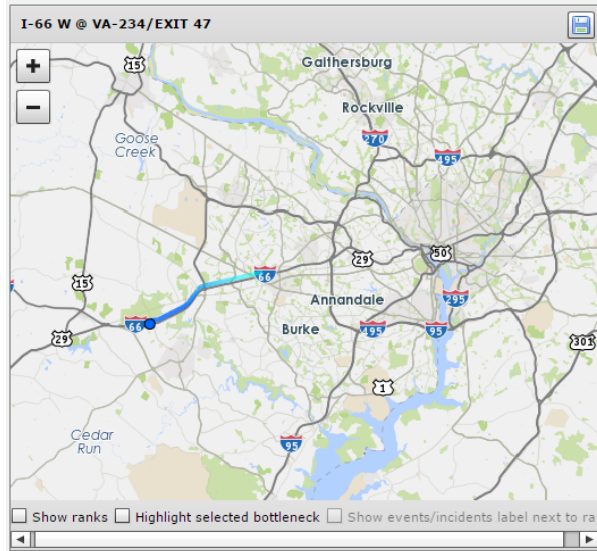 I-66 W @ VA-234/EXIT 47
+
−
15
Gaithersburg
Rockville
Goose
Creek
270
495
29
50
66
15
Annandale
295
66
Burke
29
495
95
301
1
Cedar
Run
95
Show ranks
Highlight selected bottleneck
Show events/incidents label next to ra